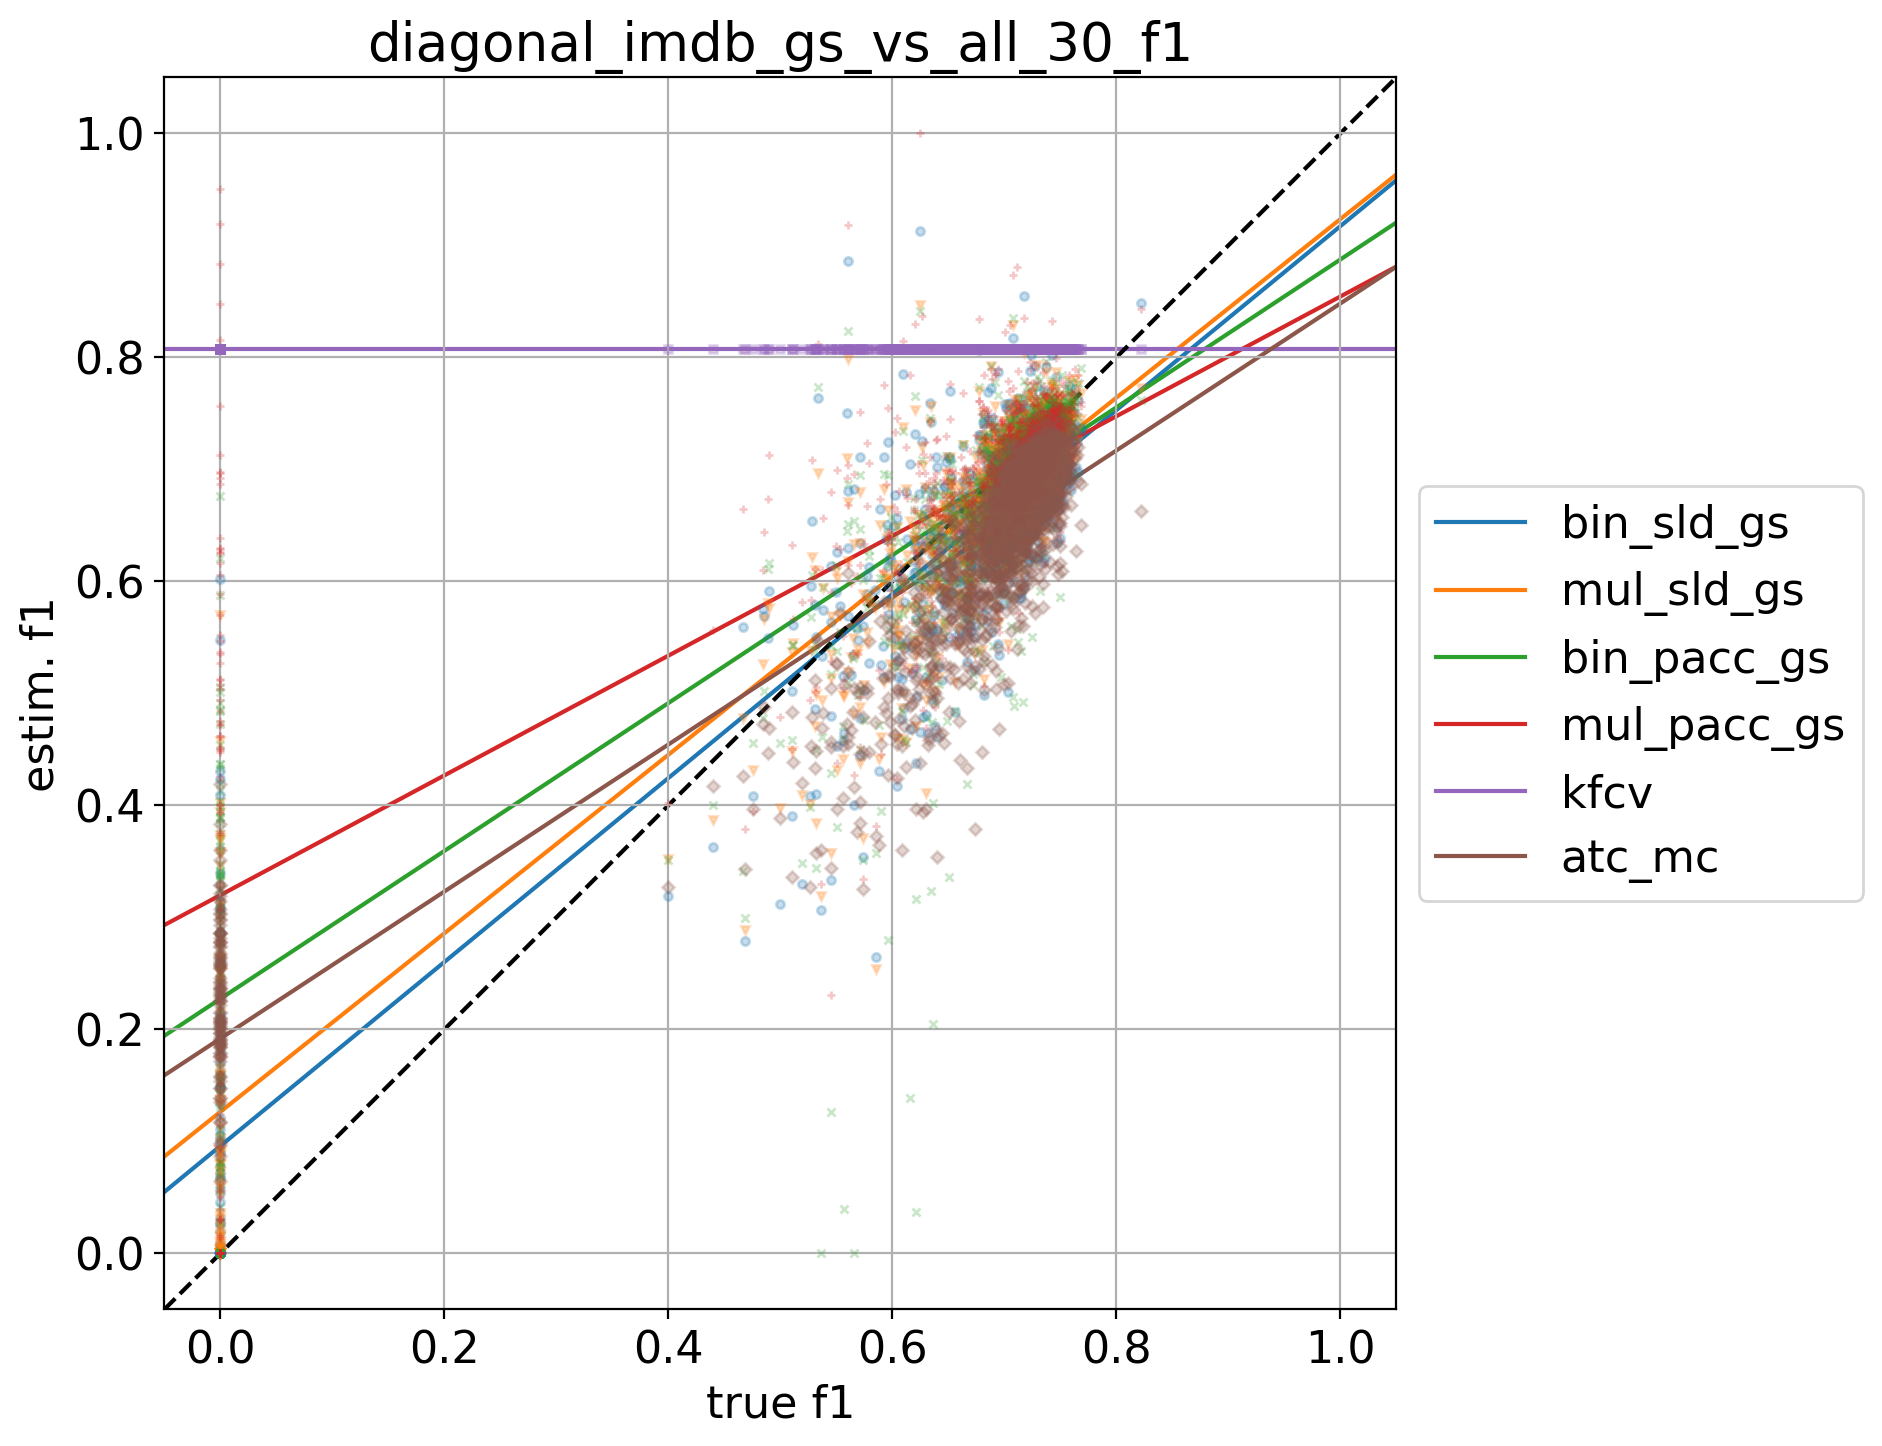 diagonal_imdb_gs_vs_all_30_f1
1.0
0.8
0.6
0.4
0.2
0.0
estim. f1
0.0 0.2 0.4 0.6 0.8 1.0
true f1
bin_sld_gs
mul_sld_gs
bin_pacc_gs
mul_pacc_gs
kfcv
atc_mc